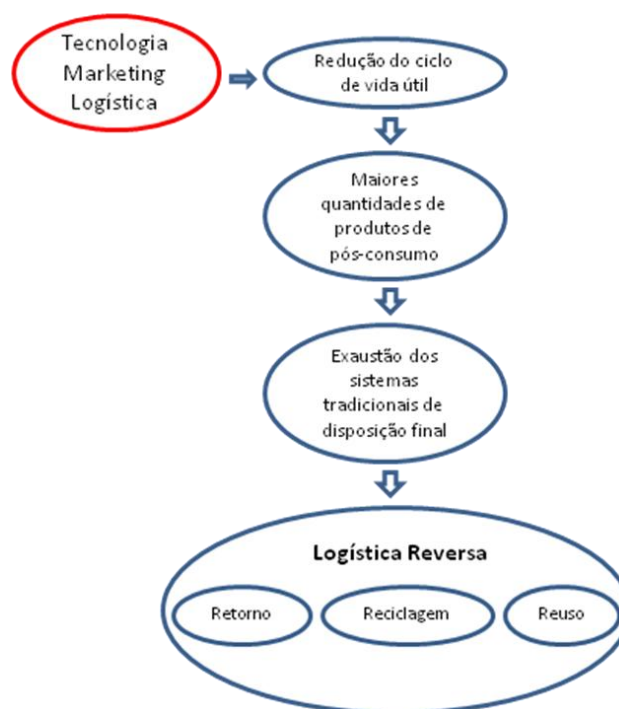 Tecnologia
Marketing
Logística
Redução do ciclo
de vida útil
Maiores
quantidades de
produtos de
pós-consumo
Exaustão dos
sistemas
tradicionais de
disposição final
Logística Reversa
Retorno
Reciclagem
Reuso